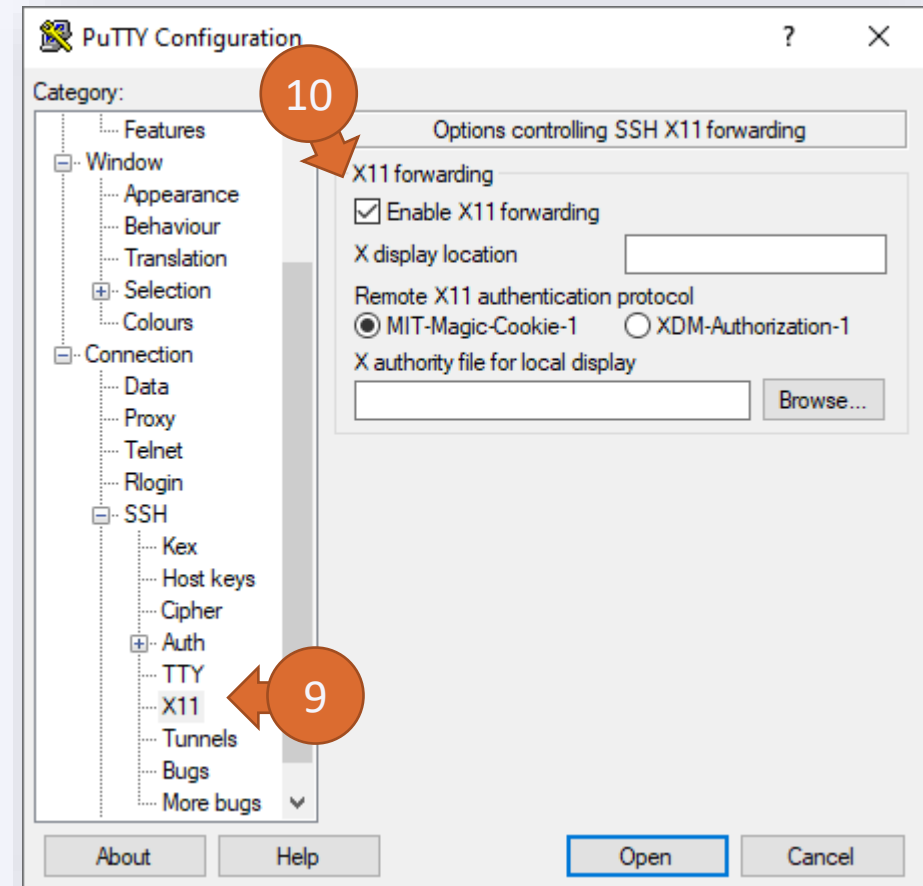 PuTTY Configuration
?
Category:
10
Features
Window
Appearance
Behaviour
Translation
Selection
Colours
Connection
Data
Proxy
Telnet
Rlogin
SSH
Kex
Host keys
Cipher
Auth
TTY
X11
9
Tunnels
Bugs
More bugs
Options controlling SSH X11 forwarding
X11 forwarding
Enable X11 forwarding
X display location
Remote X11 authentication protocol
MIT-Magic-Cookie-1 XDM-Authorization-1
X authority file for local display
Browse...
About Help Open Cancel